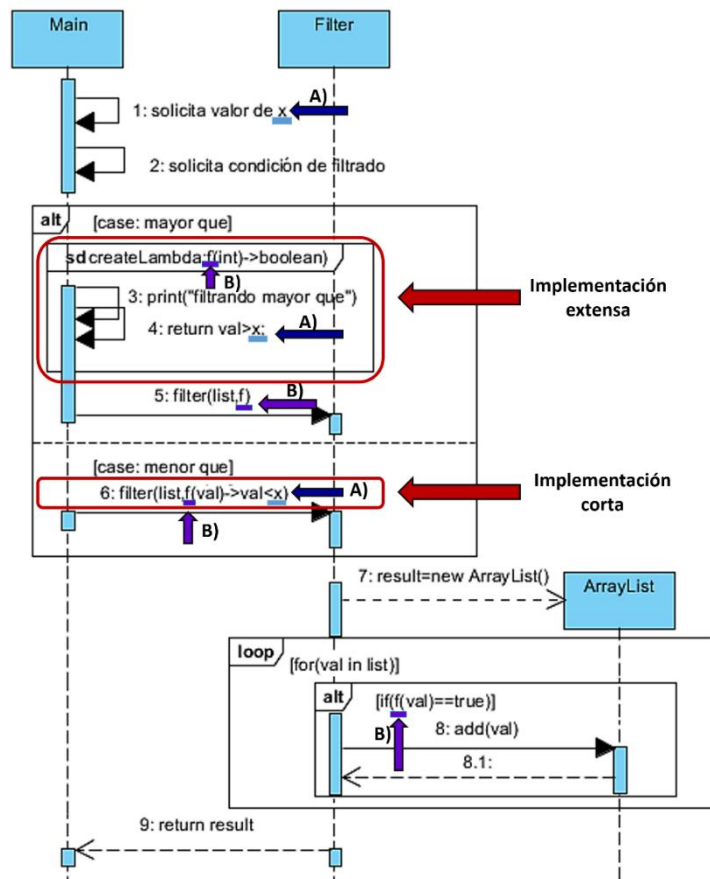 Main
Filter
A)
1: solicita valor de x
2: solicita condición de filtrado
alt
[case: mayor que]
sd createLambda:f(int)->boolean)
B)
3: print("filtrando mayor que")
A)
4: return val>x;
Implementación
extensa
B)
5: filter(list,f)
[case: menor que]
6: filter(list,f(val)->val<x)
A)
B)
Implementación
corta
7: result=new ArrayList()
ArrayList
loop
[for(val in list)]
alt
[if(f(val)==true)]
B)
8: add(val)
8.1:
9: return result